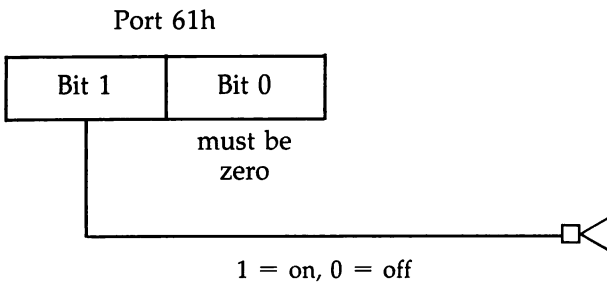 Port 61h
Bit 1
Bit 0
must be
zero
1 = on, 0 = off